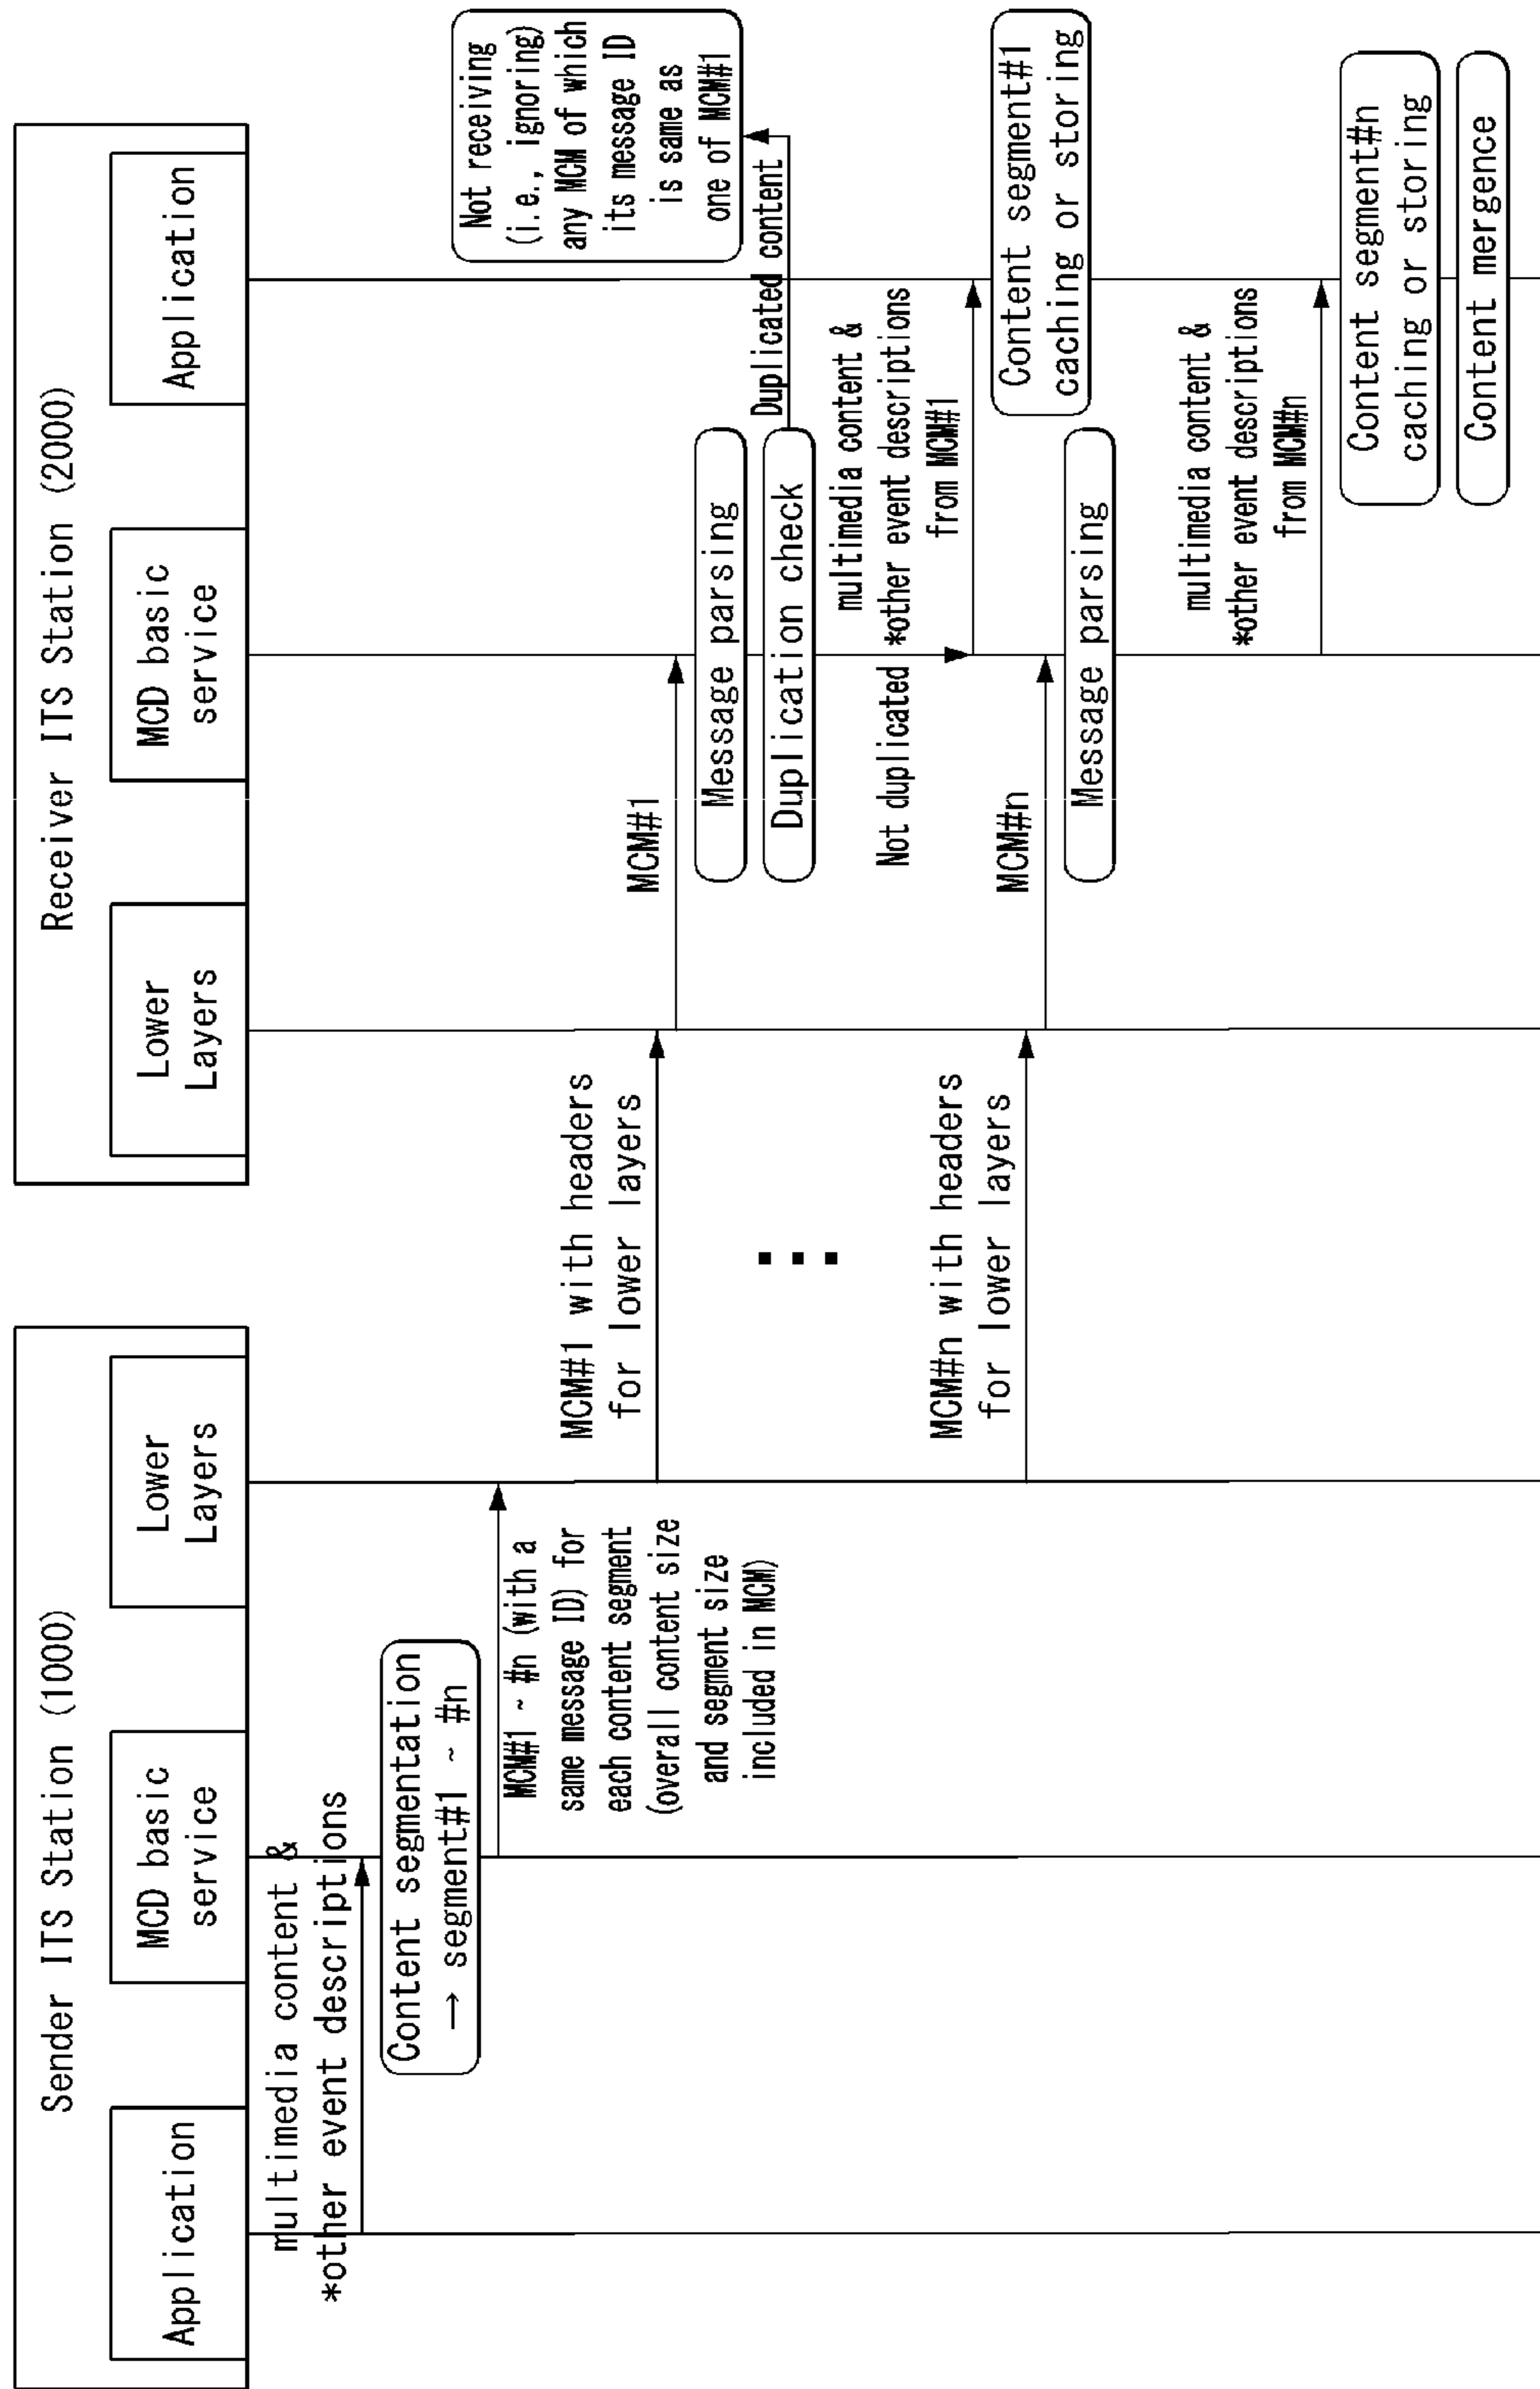 Sender ITS Station (1000)
Receiver ITS Station (2000)
Application
MCD basic
service
Lower
Layers
Lower
Layers
MCD basic
service
Application
multimedia content &
*other event descriptions
Content segmentation
→ segment#1 ~ #n
MCM#1 ~ #n (with a
same message ID) for
each content segment
(overall content size
and segment size
included in MCM)
MCM#1 with headers
for lower layers
MCM#1
Message parsing
Duplication check
Duplicated content
Not receiving
(i.e., ignoring)
any MCM of which
its message ID
is same as
one of MCM#1
Not duplicated
multimedia content &
*other event descriptions
from MCM#1
Content segment#1
caching or storing
...
MCM#n with headers
for lower layers
MCM#n
Message parsing
multimedia content &
*other event descriptions
from MCM#n
Content segment#n
caching or storing
Content mergence